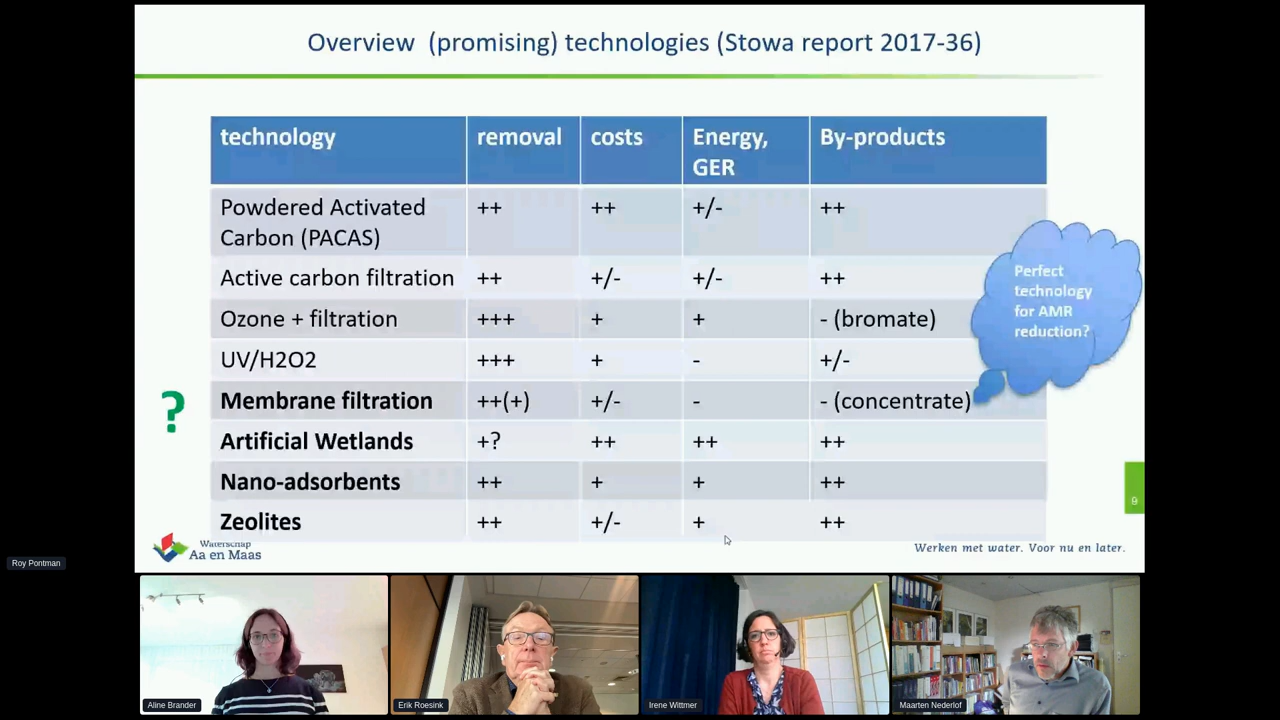 Overview (promising) technologies (Stowa report 2017-36)
technology removal costs Energy, GER By-products
Powdered Activated Carbon (PACAS) ++ ++ +/- ++
Active carbon filtration ++ +/- +/- ++
Ozone + filtration +++ + + - (bromate)
UV/H2O2 +++ + - +/-
? Membrane filtration ++(+) +/- - - (concentrate)
Artificial Wetlands +? ++ ++ ++
Nano-adsorbents ++ + + ++
Zeolites ++ +/- + ++
Perfect
technology
for AMR
reduction?
9
Waterschap
Aa en Maas
Werken met water. Voor nu en later.
Roy Pontman
Aline Brander
Erik Roesink
Irene Wittmer
Maarten Nederlof